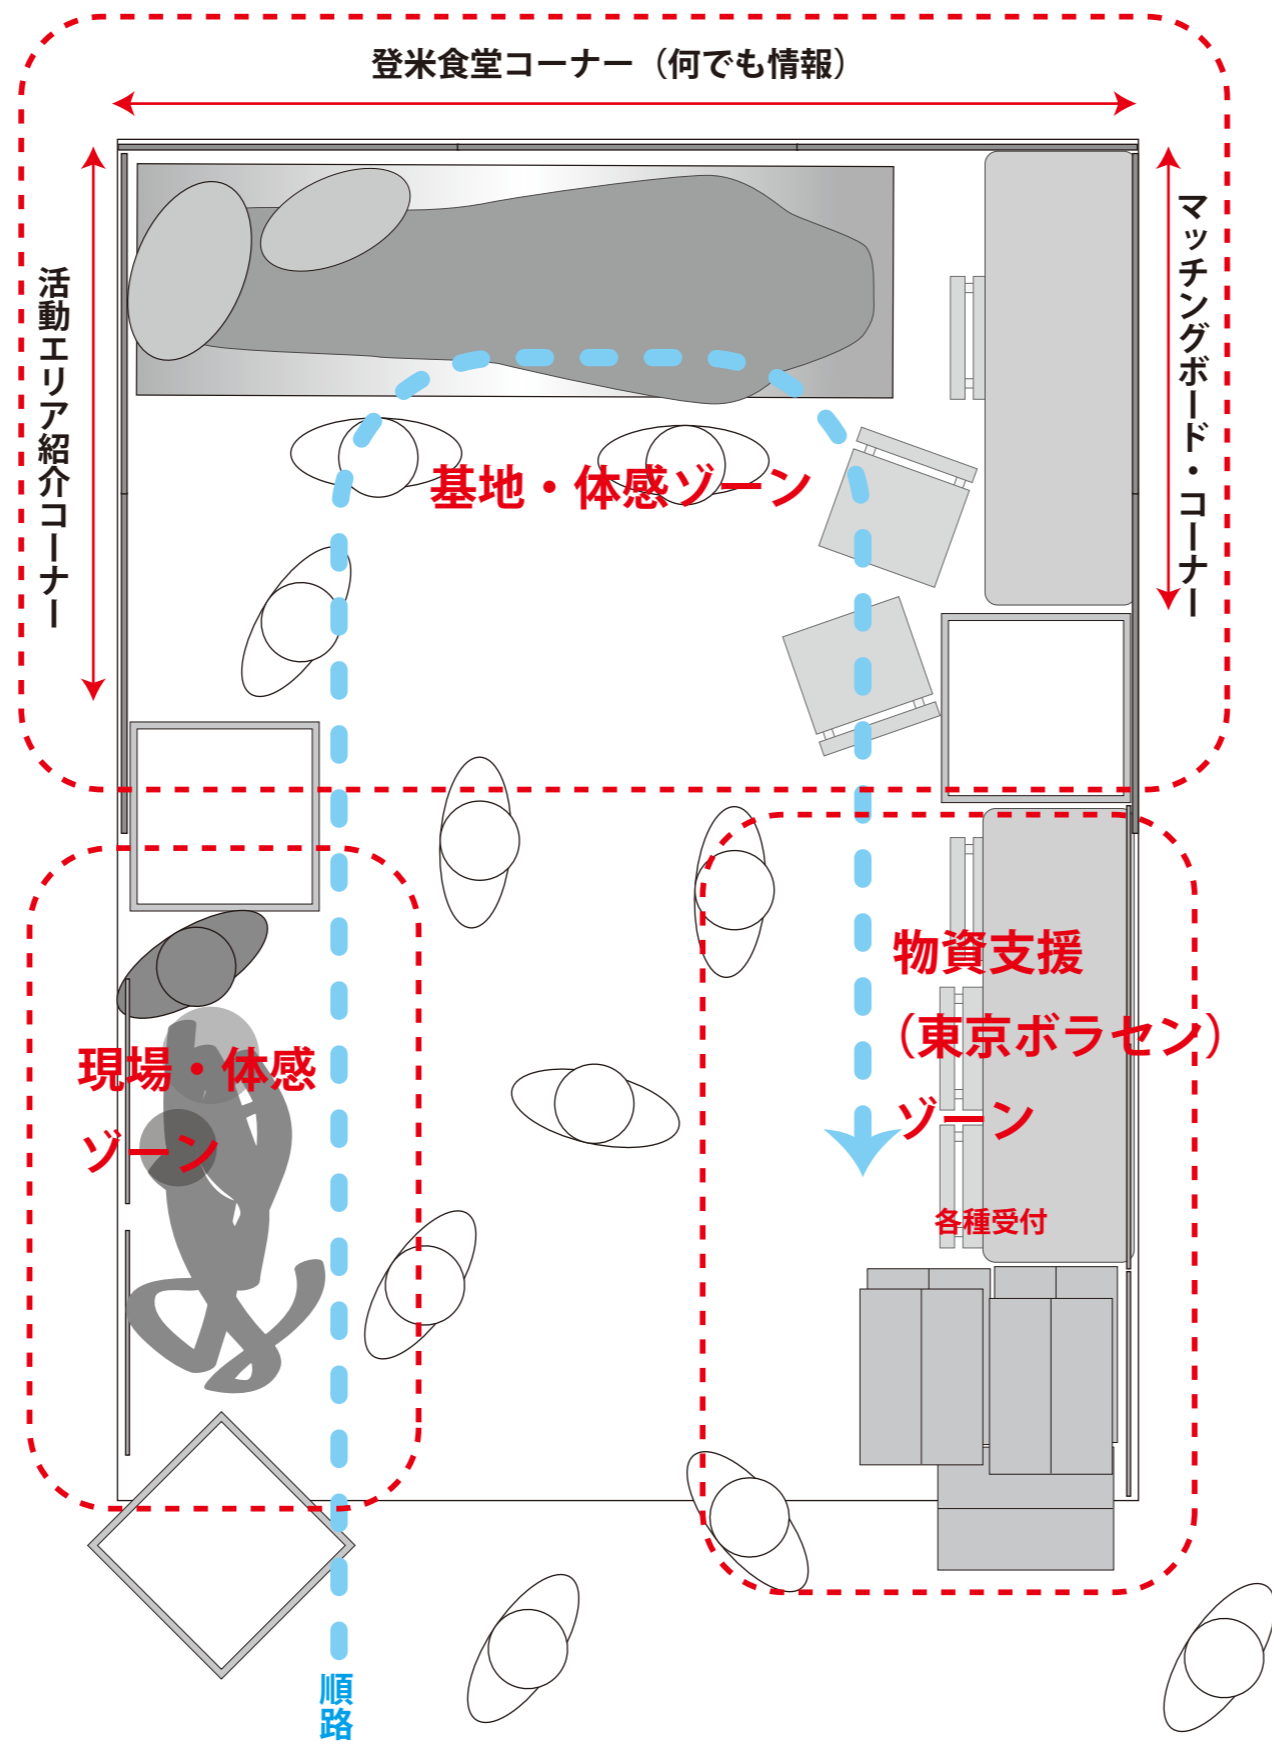 登米食堂コーナー（何でも情報）
活動エリア紹介コーナー
マッチングボード・コーナー
基地・体感ゾーン
物資支援
（東京ボラセン）
ゾーン
各種受付
現場・体感
ゾーン
順路